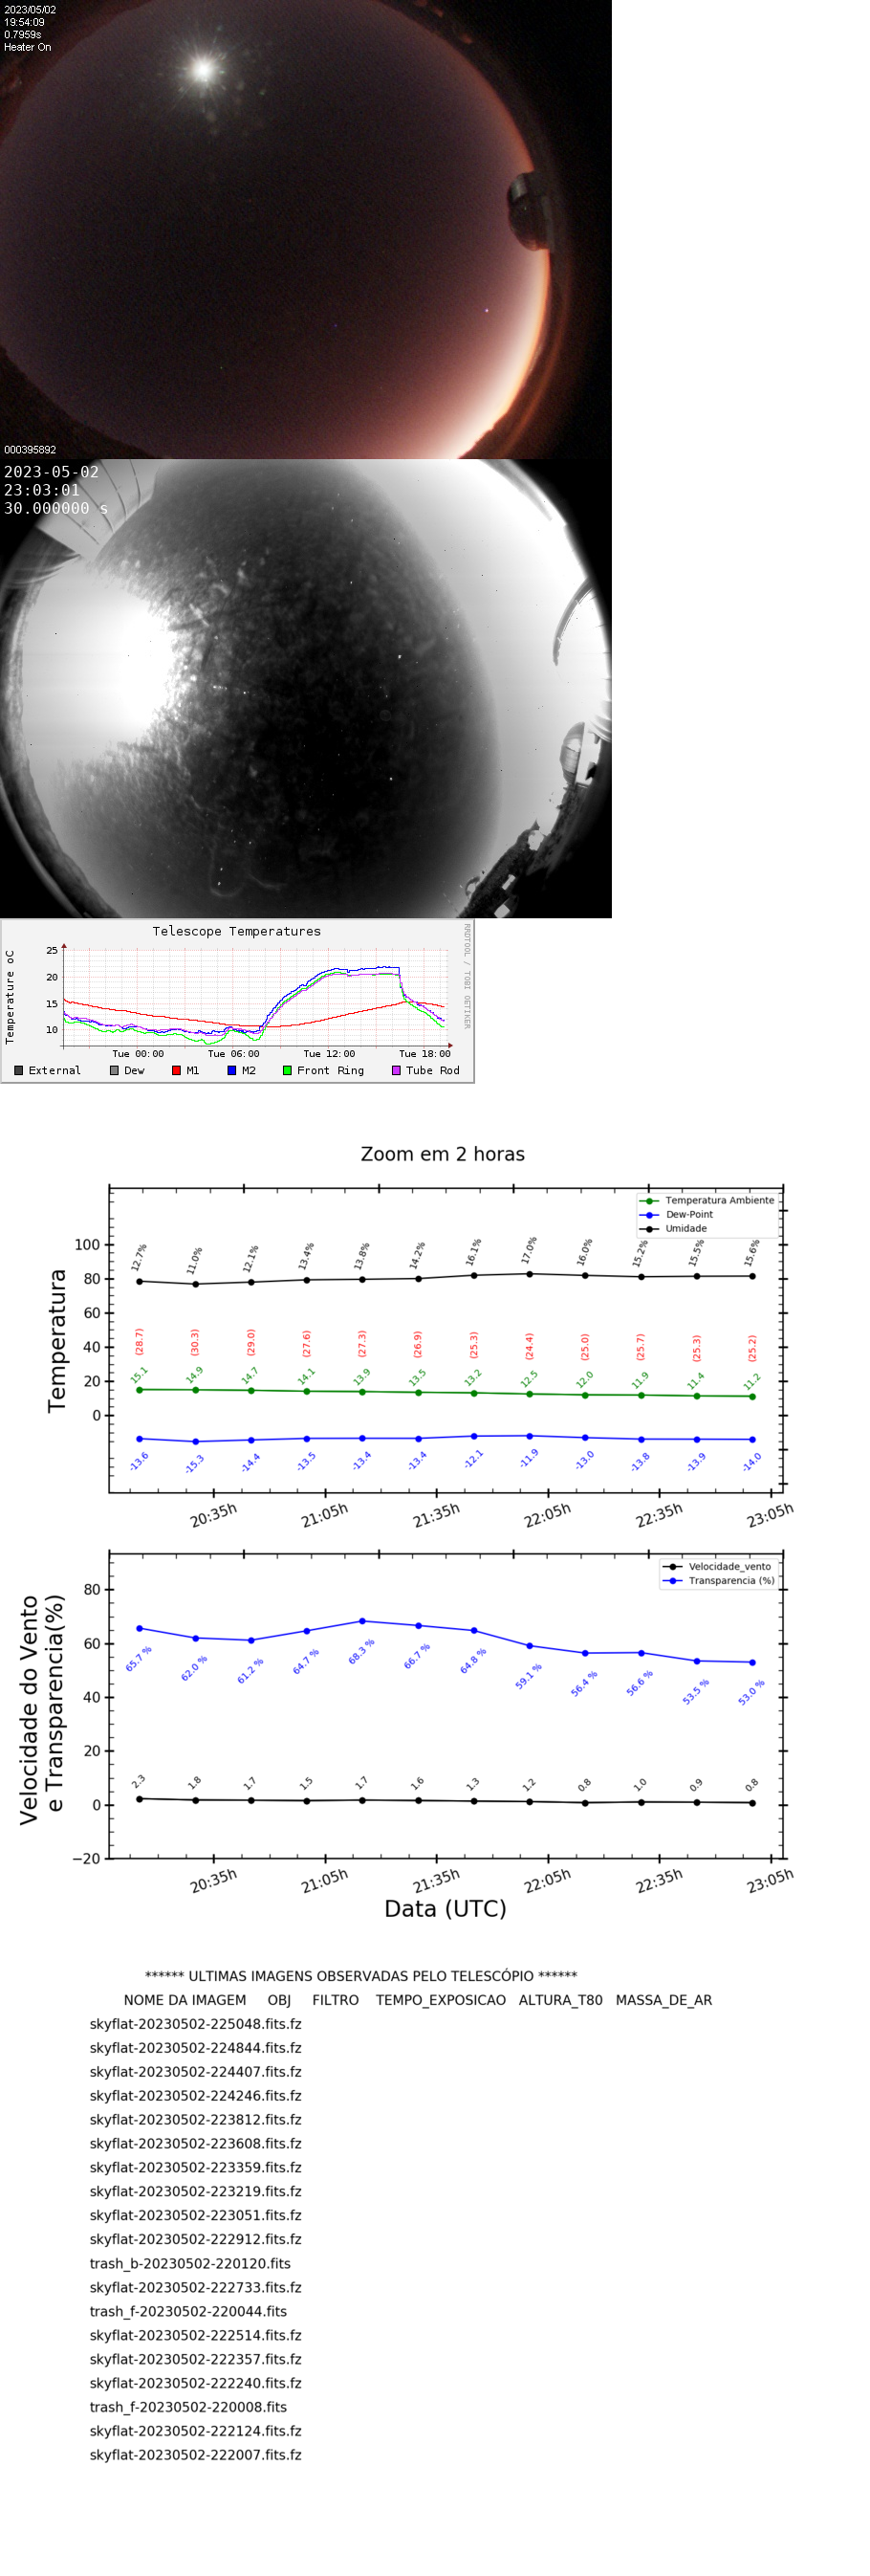 2023/05/02
19:54:09
0.7959s
Heater On
000395892
2023-05-02
23:03:01
30.000000 s
Telescope Temperatures
RRDTOOL / TOBI OETIKER
Temperature oC
25
20
15
10
Tue 00:00 Tue 06:00 Tue 12:00 Tue 18:00
External Dew M1 M2 Front Ring Tube Rod
Zoom em 2 horas
Temperatura Ambiente
Dew-Point
Umidade
Temperatura
100
80
60
40
20
0
12.7% 11.0% 12.1% 13.4% 13.8% 14.2% 16.1% 17.0% 16.0% 15.2% 15.5% 15.6%
(28.7) (30.3) (29.0) (27.6) (27.3) (26.9) (25.3) (24.4) (25.0) (25.7) (25.3) (25.2)
15.1 14.9 14.7 14.1 13.9 13.5 13.2 12.5 12.0 11.9 11.4 11.2
-13.6 -15.3 -14.4 -13.5 -13.4 -13.4 -12.1 -11.9 -13.0 -13.8 -13.9 -14.0
20:35h 21:05h 21:35h 22:05h 22:35h 23:05h
Velocidade_vento
Transparencia (%)
Velocidade do Vento
e Transparencia(%)
80
60
40
20
0
−20
65.7 % 62.0 % 61.2 % 64.7 % 68.3 % 66.7 % 64.8 % 59.1 % 56.4 % 56.6 % 53.5 % 53.0 %
2.3 1.8 1.7 1.5 1.7 1.6 1.3 1.2 0.8 1.0 0.9 0.8
20:35h 21:05h 21:35h 22:05h 22:35h 23:05h
Data (UTC)
****** ULTIMAS IMAGENS OBSERVADAS PELO TELESCÓPIO ******
NOME DA IMAGEM OBJ FILTRO TEMPO_EXPOSICAO ALTURA_T80 MASSA_DE_AR
skyflat-20230502-225048.fits.fz
skyflat-20230502-224844.fits.fz
skyflat-20230502-224407.fits.fz
skyflat-20230502-224246.fits.fz
skyflat-20230502-223812.fits.fz
skyflat-20230502-223608.fits.fz
skyflat-20230502-223359.fits.fz
skyflat-20230502-223219.fits.fz
skyflat-20230502-223051.fits.fz
skyflat-20230502-222912.fits.fz
trash_b-20230502-220120.fits
skyflat-20230502-222733.fits.fz
trash_f-20230502-220044.fits
skyflat-20230502-222514.fits.fz
skyflat-20230502-222357.fits.fz
skyflat-20230502-222240.fits.fz
trash_f-20230502-220008.fits
skyflat-20230502-222124.fits.fz
skyflat-20230502-222007.fits.fz